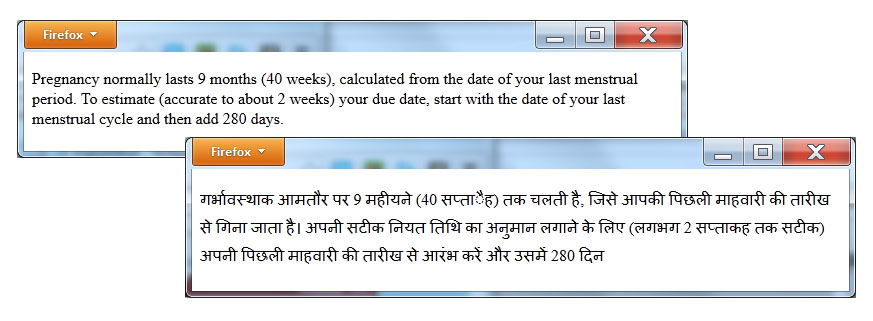 Firefox
Pregnancy normally lasts 9 months (40 weeks), calculated from the date of your last menstrual
period. To estimate (accurate to about 2 weeks) your due date, start with the date of your last
menstrual cycle and then add 280 days.
Firefox
गर्भावस्थाक आमतौर पर 9 महीयने (40 सप्ताैह) तक चलती है, जिसे आपकी पिछली माहवारी की तारीख
से गिना जाता है। अपनी सटीक नियत तिथि का अनुमान लगाने के लिए (लगभग 2 सप्ताकह तक सटीक)
अपनी पिछली माहवारी की तारीख से आरंभ करें और उसमें 280 दिन